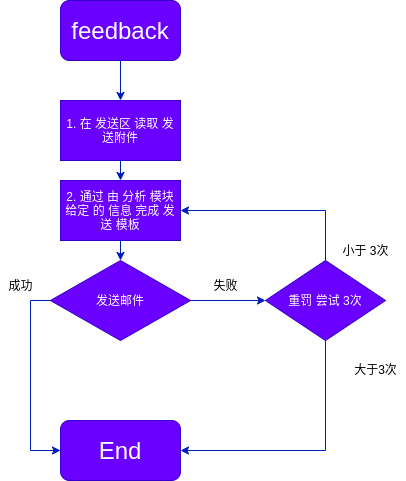 feedback
1. 在 发送区 读取 发
送附件
2. 通过 由 分析 模块
给定 的 信息 完成 发
送 模板
小于 3次
成功
失败
发送邮件
重罚 尝试 3次
大于3次
End